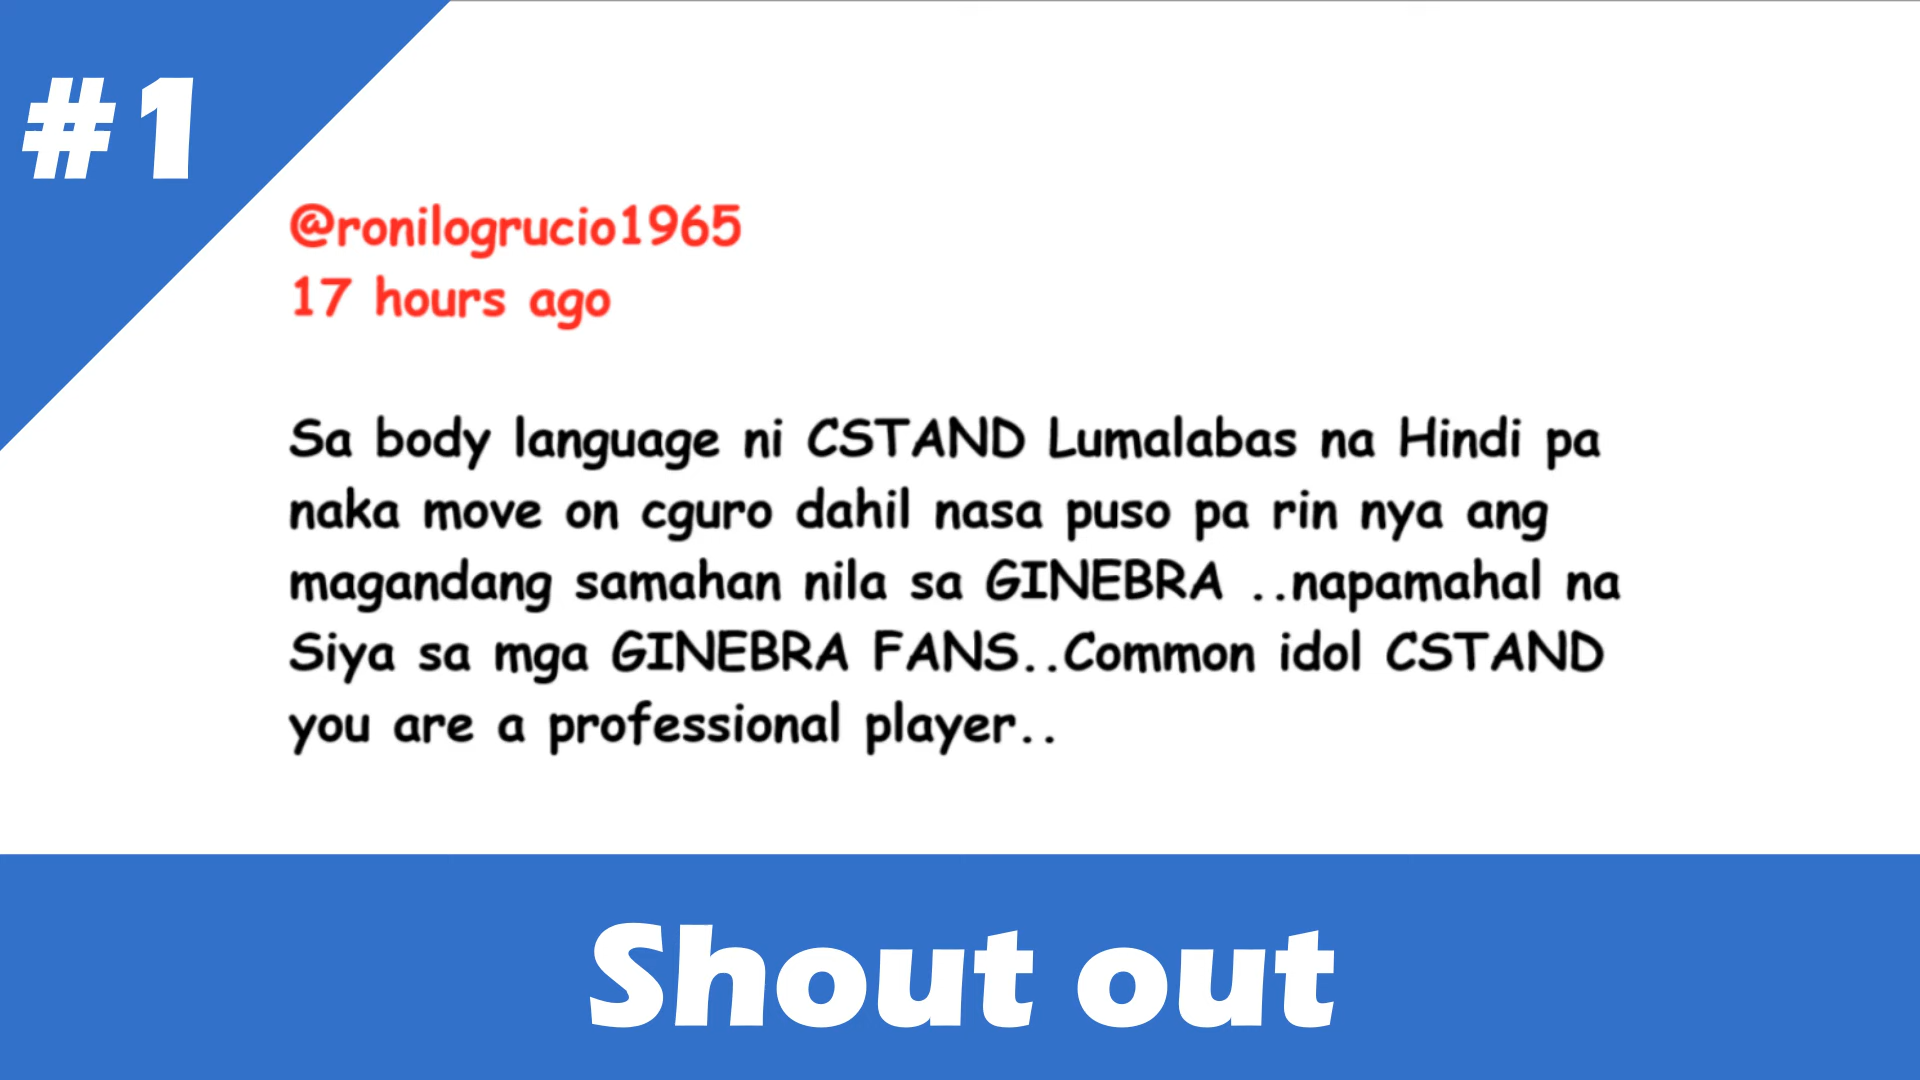 #1
@ronilogrucio1965
17 hours ago
Sa body language ni CSTAND Lumalabas na Hindi pa
naka move on cguro dahil nasa puso pa rin nya ang
magandang samahan nila sa GINEBRA ..napamahal na
Siya sa mga GINEBRA FANS..Common idol CSTAND
you are a professional player..
Shout out